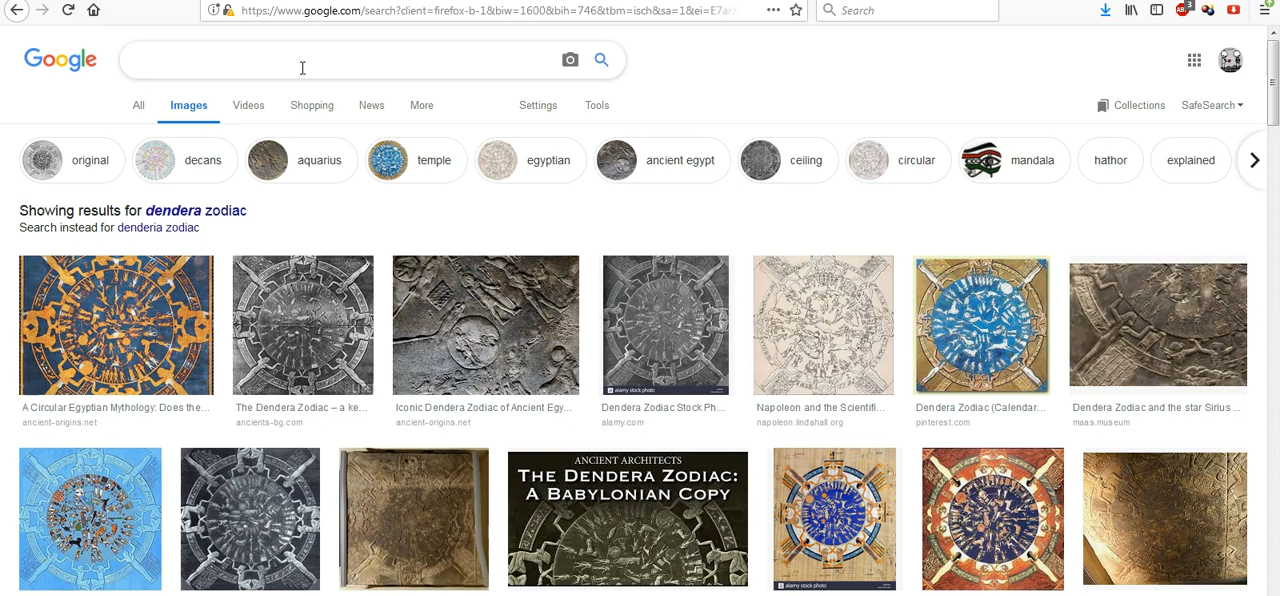 https://www.google.com/search?client=firefox-b-1&biw=1600&bih=746&tbm=isch&sa=1&ei=E7
Search
3
Google
All Images Videos Shopping News More Settings Tools Collections SafeSearch
original decans aquarius temple egyptian ancient egypt ceiling circular mandala hathor explained
Showing results for dendera zodiac
Search instead for denderia zodiac
A Circular Egyptian Mythology: Does the...
ancient-origins.net
The Dendera Zodiac – a ke...
ancients-bg.com
Iconic Dendera Zodiac of Ancient Egy...
ancient-origins.net
alamy stock photo
Dendera Zodiac Stock Ph...
alamy.com
Napoleon and the Scientifi...
napoleon.lindahall.org
Dendera Zodiac (Calendar...
pinterest.com
Dendera Zodiac and the star Sirius ...
maas.museum
ANCIENT ARCHITECTS
THE DENDERA ZODIAC:
A BABYLONIAN COPY
alamy stock photo